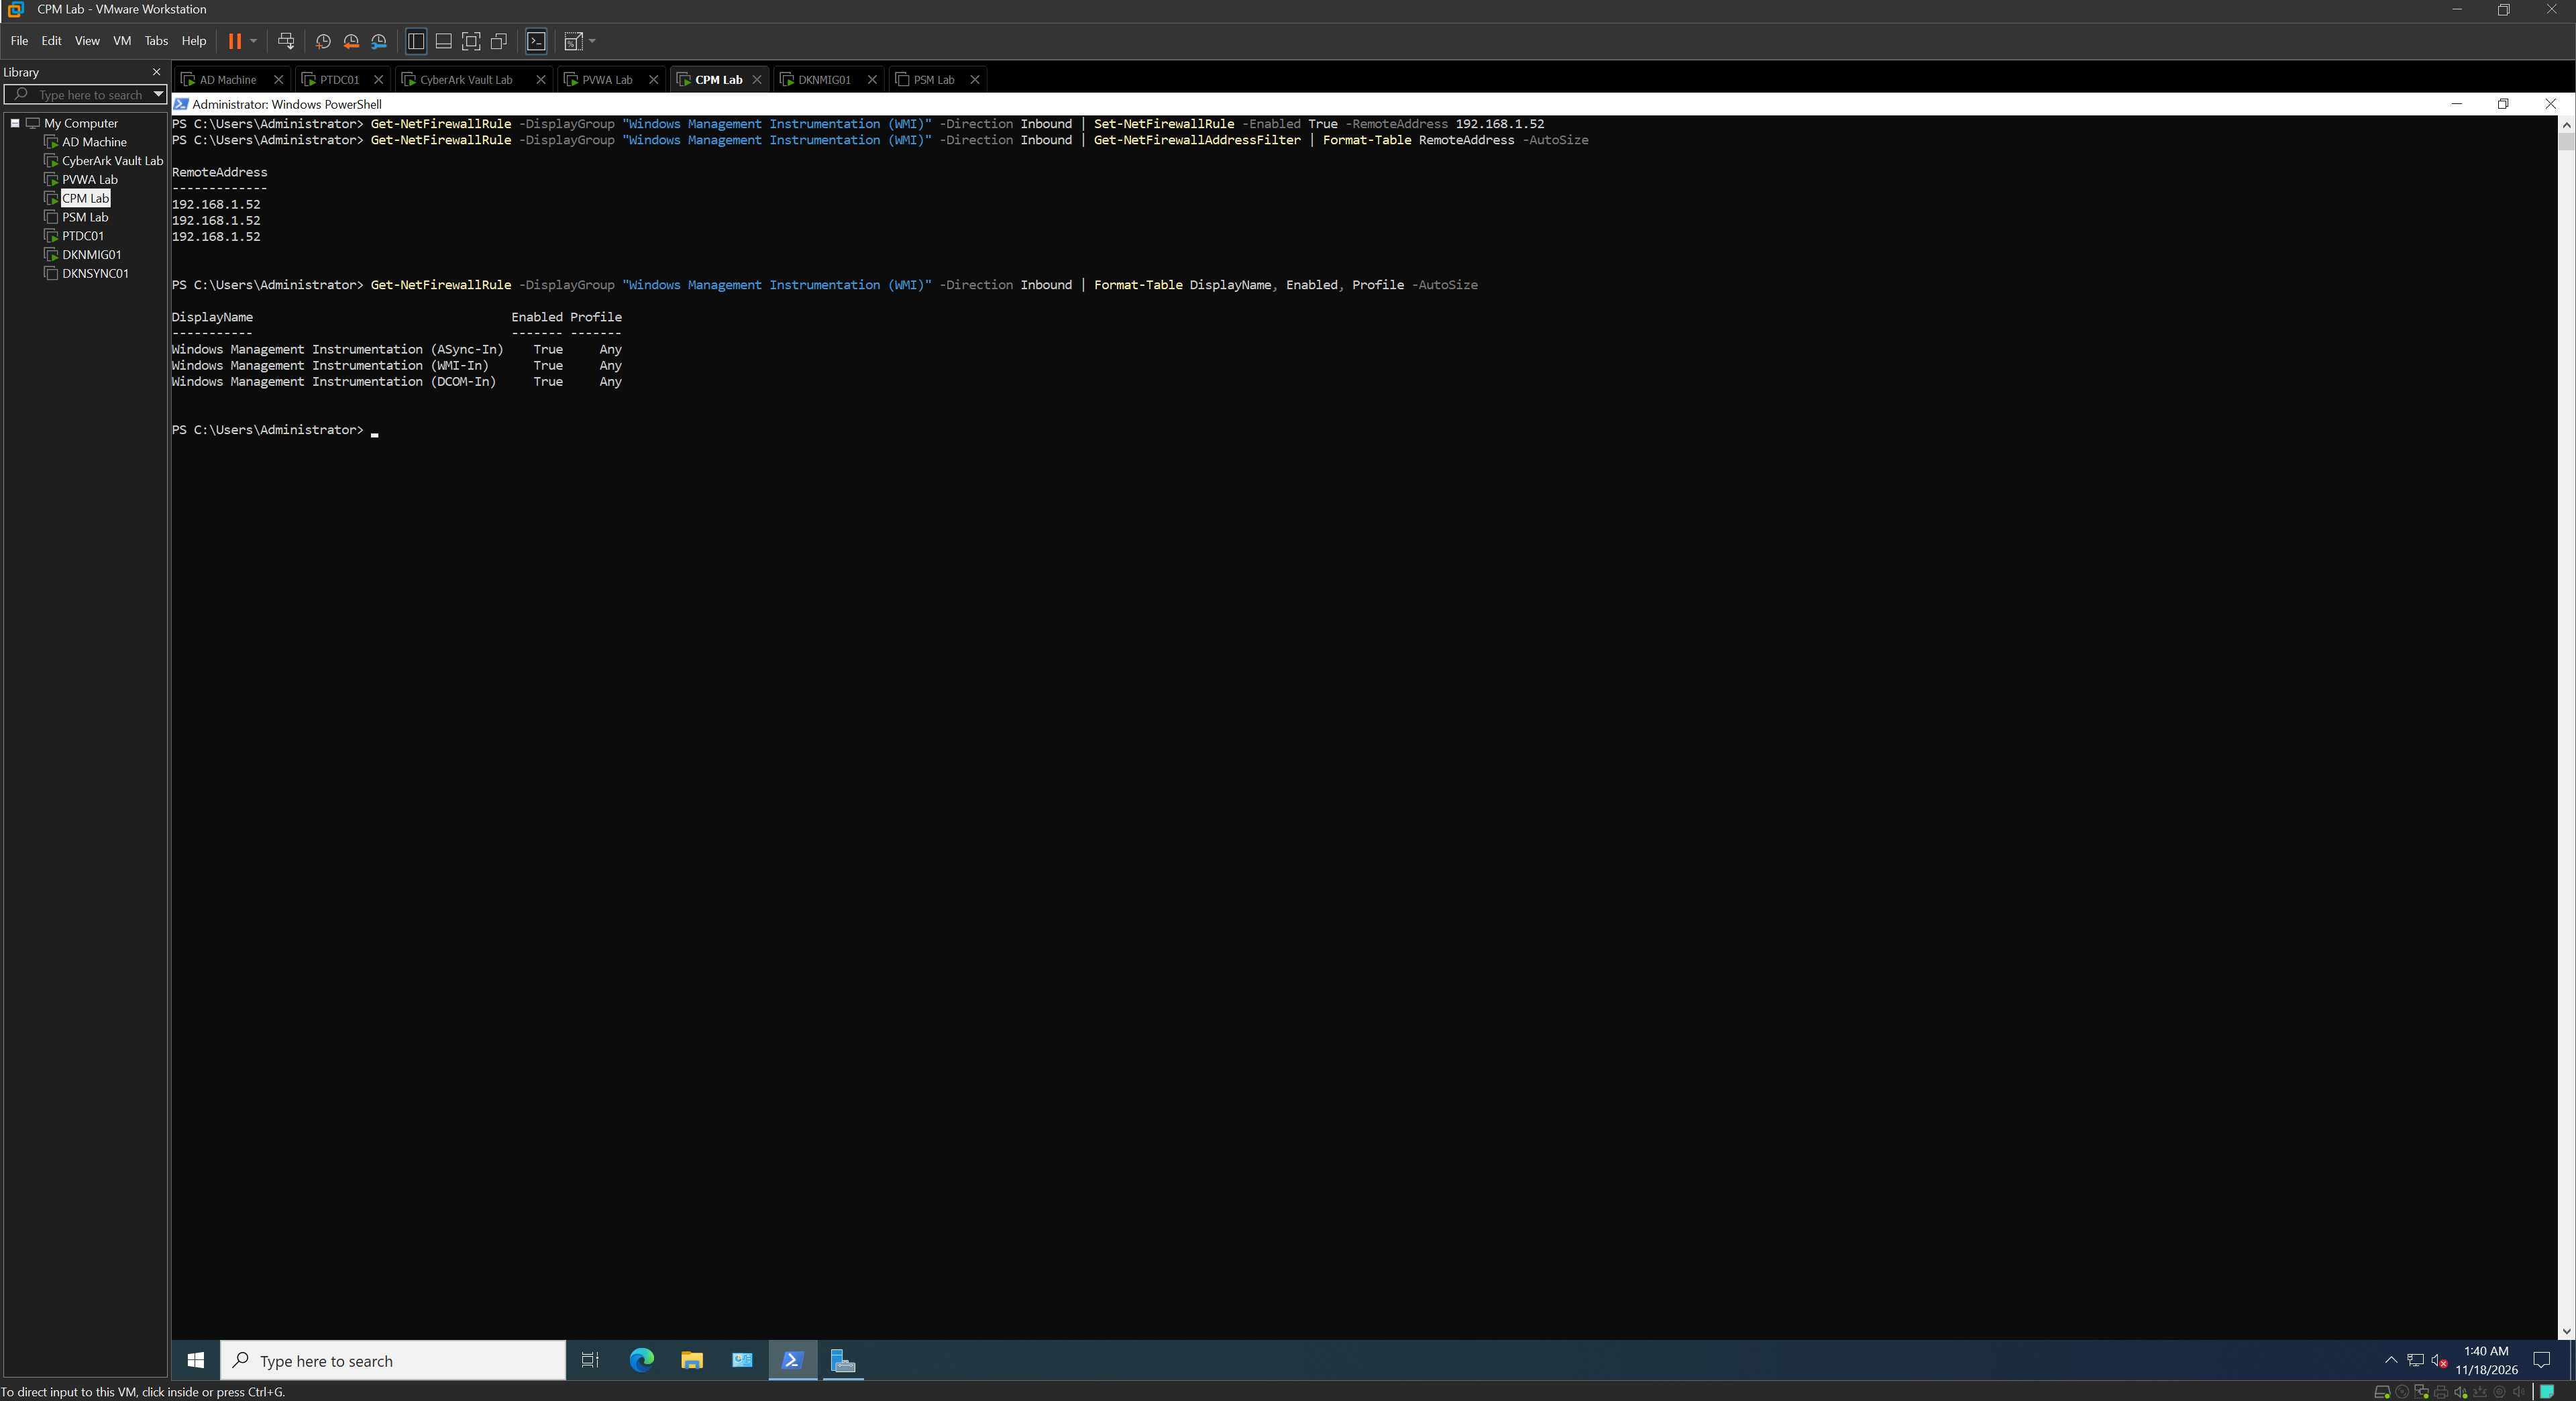 CPM Lab - VMware Workstation
File Edit View VM Tabs Help
Library
Type here to search
My Computer
AD Machine
CyberArk Vault Lab
PVWA Lab
CPM Lab
PSM Lab
PTDC01
DKNMIG01
DKNSYNC01
AD Machine PTDC01 CyberArk Vault Lab PVWA Lab CPM Lab DKNMIG01 PSM Lab
Administrator: Windows PowerShell
PS C:\Users\Administrator> Get-NetFirewallRule -DisplayGroup "Windows Management Instrumentation (WMI)" -Direction Inbound | Set-NetFirewallRule -Enabled True -RemoteAddress 192.168.1.52
PS C:\Users\Administrator> Get-NetFirewallRule -DisplayGroup "Windows Management Instrumentation (WMI)" -Direction Inbound | Get-NetFirewallAddressFilter | Format-Table RemoteAddress -AutoSize
RemoteAddress
-------------
192.168.1.52
192.168.1.52
192.168.1.52
PS C:\Users\Administrator> Get-NetFirewallRule -DisplayGroup "Windows Management Instrumentation (WMI)" -Direction Inbound | Format-Table DisplayName, Enabled, Profile -AutoSize
DisplayName Enabled Profile
----------- ------- -------
Windows Management Instrumentation (ASync-In) True Any
Windows Management Instrumentation (WMI-In) True Any
Windows Management Instrumentation (DCOM-In) True Any
PS C:\Users\Administrator>
Type here to search
1:40 AM
11/18/2026
To direct input to this VM, click inside or press Ctrl+G.